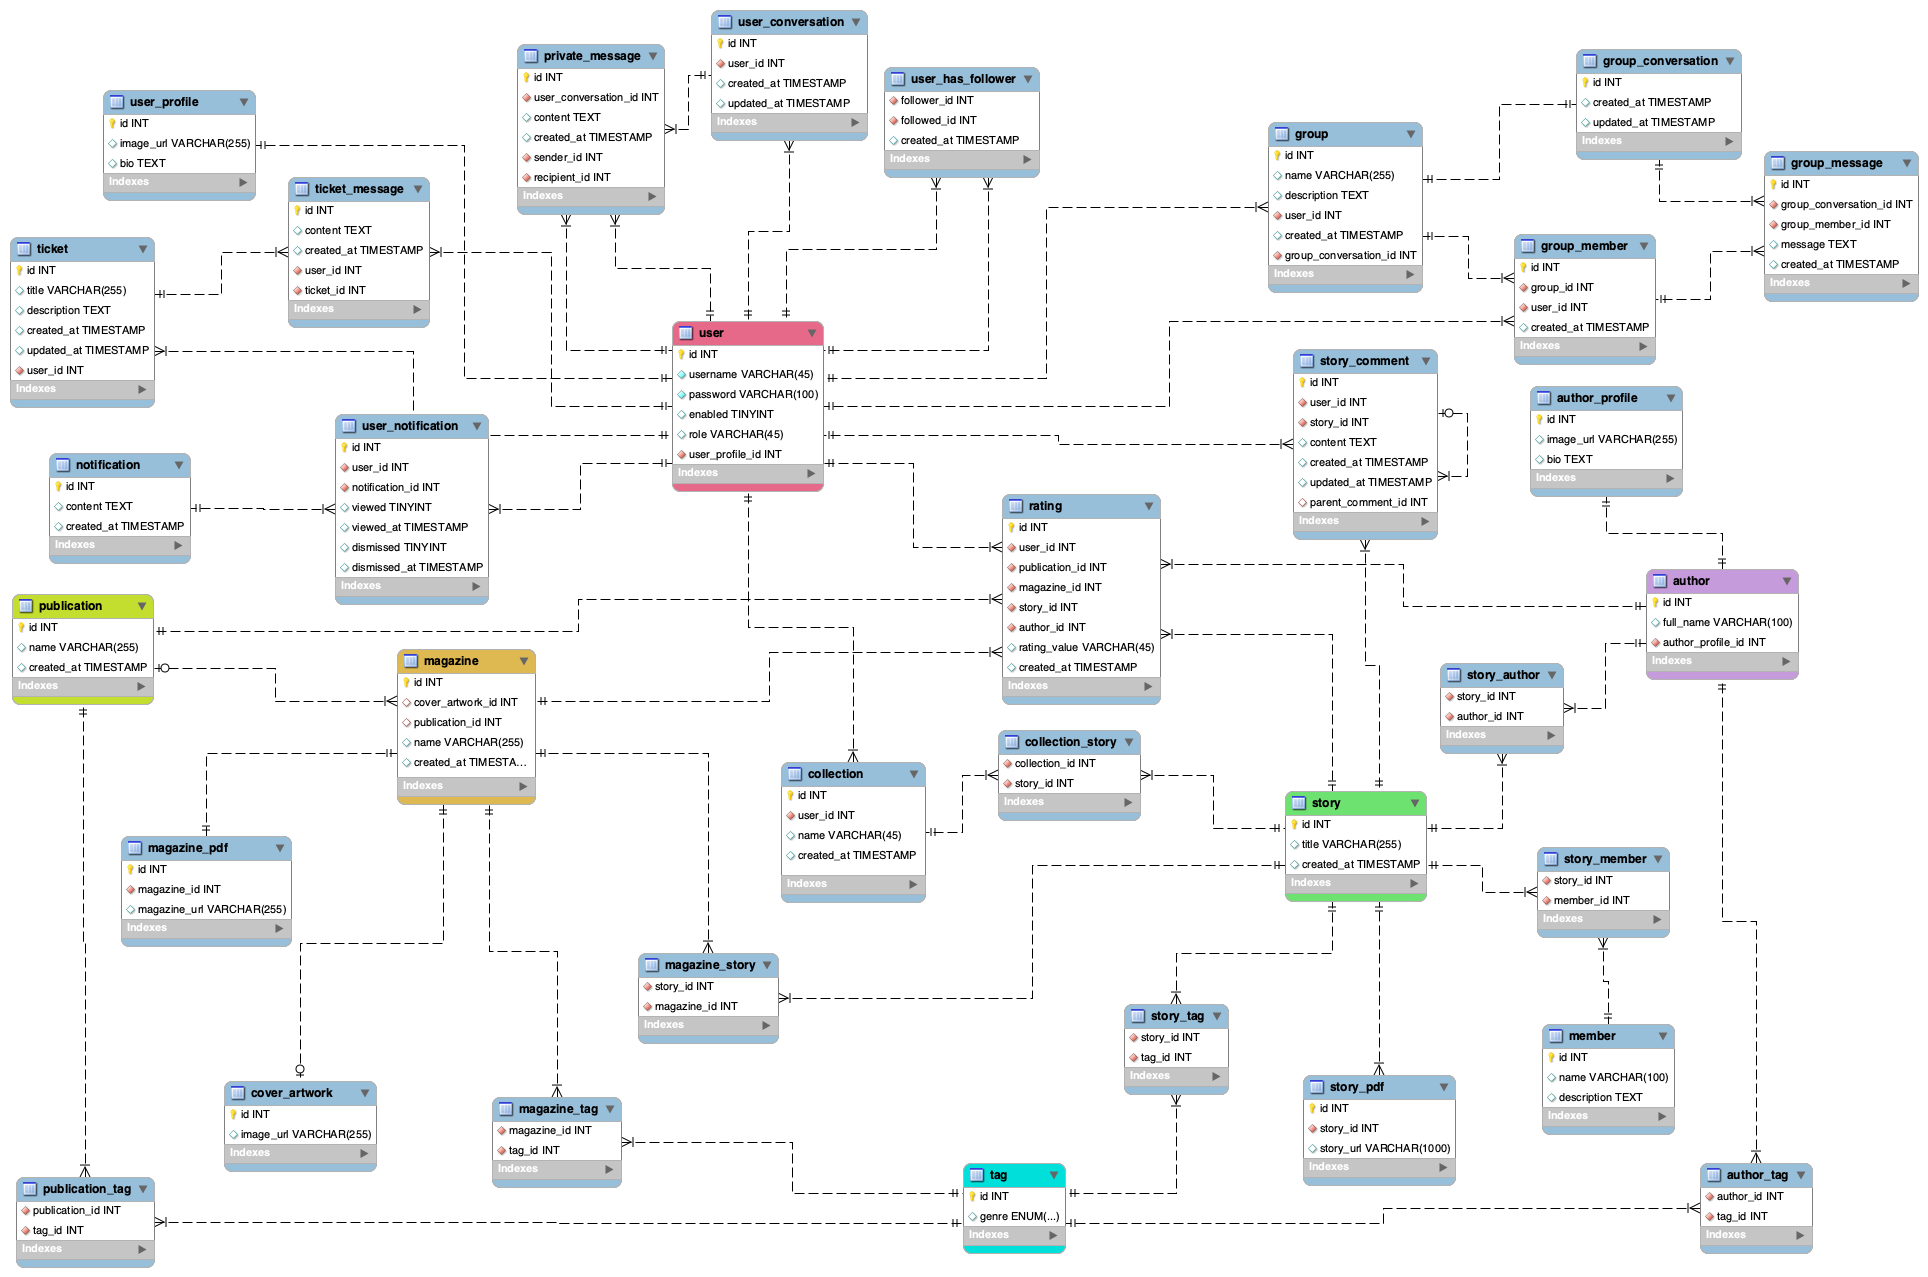 user_conversation
id INT
user_id INT
created_at TIMESTAMP
updated_at TIMESTAMP
Indexes
private_message
id INT
user_conversation_id INT
content TEXT
created_at TIMESTAMP
sender_id INT
recipient_id INT
Indexes
user_has_follower
follower_id INT
followed_id INT
created_at TIMESTAMP
Indexes
group_conversation
id INT
created_at TIMESTAMP
updated_at TIMESTAMP
Indexes
user_profile
id INT
image_url VARCHAR(255)
bio TEXT
Indexes
group
id INT
name VARCHAR(255)
description TEXT
user_id INT
created_at TIMESTAMP
group_conversation_id INT
Indexes
group_message
id INT
group_conversation_id INT
group_member_id INT
message TEXT
created_at TIMESTAMP
Indexes
ticket_message
id INT
content TEXT
created_at TIMESTAMP
user_id INT
ticket_id INT
Indexes
ticket
id INT
title VARCHAR(255)
description TEXT
created_at TIMESTAMP
updated_at TIMESTAMP
user_id INT
Indexes
group_member
id INT
group_id INT
user_id INT
created_at TIMESTAMP
Indexes
user
id INT
username VARCHAR(45)
password VARCHAR(100)
enabled TINYINT
role VARCHAR(45)
user_profile_id INT
Indexes
story_comment
id INT
user_id INT
story_id INT
content TEXT
created_at TIMESTAMP
updated_at TIMESTAMP
parent_comment_id INT
Indexes
author_profile
id INT
image_url VARCHAR(255)
bio TEXT
Indexes
user_notification
id INT
user_id INT
notification_id INT
viewed TINYINT
viewed_at TIMESTAMP
dismissed TINYINT
dismissed_at TIMESTAMP
Indexes
notification
id INT
content TEXT
created_at TIMESTAMP
Indexes
rating
id INT
user_id INT
publication_id INT
magazine_id INT
story_id INT
author_id INT
rating_value VARCHAR(45)
created_at TIMESTAMP
Indexes
author
id INT
full_name VARCHAR(100)
author_profile_id INT
Indexes
publication
id INT
name VARCHAR(255)
created_at TIMESTAMP
Indexes
magazine
id INT
cover_artwork_id INT
publication_id INT
name VARCHAR(255)
created_at TIMESTA...
Indexes
story_author
story_id INT
author_id INT
Indexes
collection_story
collection_id INT
story_id INT
Indexes
collection
id INT
user_id INT
name VARCHAR(45)
created_at TIMESTAMP
Indexes
story
id INT
title VARCHAR(255)
created_at TIMESTAMP
Indexes
magazine_pdf
id INT
magazine_id INT
magazine_url VARCHAR(255)
Indexes
story_member
story_id INT
member_id INT
Indexes
magazine_story
story_id INT
magazine_id INT
Indexes
story_tag
story_id INT
tag_id INT
Indexes
member
id INT
name VARCHAR(100)
description TEXT
Indexes
story_pdf
id INT
story_id INT
story_url VARCHAR(1000)
Indexes
cover_artwork
id INT
image_url VARCHAR(255)
Indexes
magazine_tag
magazine_id INT
tag_id INT
Indexes
tag
id INT
genre ENUM(...)
Indexes
publication_tag
publication_id INT
tag_id INT
Indexes
author_tag
author_id INT
tag_id INT
Indexes